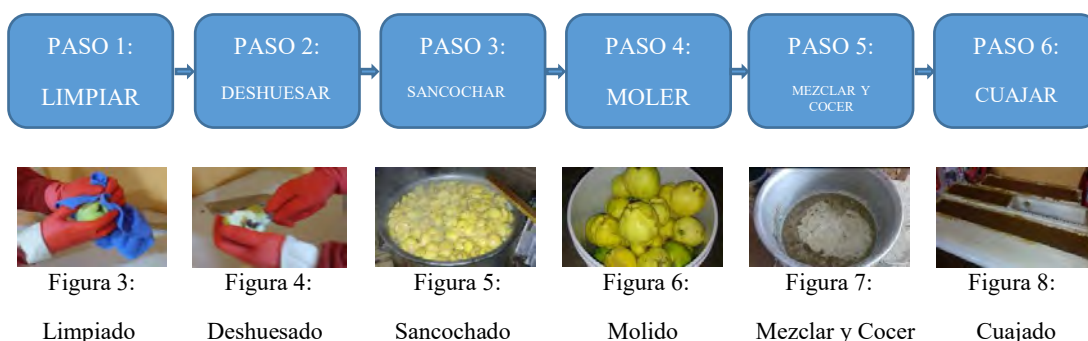 PASO 1:
LIMPIAR
PASO 2:
DESHUESAR
PASO 3:
SANCOCHAR
PASO 4:
MOLER
PASO 5:
MEZCLAR Y
COCER
PASO 6:
CUAJAR
Figura 3:
Limpiado
Figura 4:
Deshuesado
Figura 5:
Sancochado
Figura 6:
Molido
Figura 7:
Mezclar y Cocer
Figura 8:
Cuajado